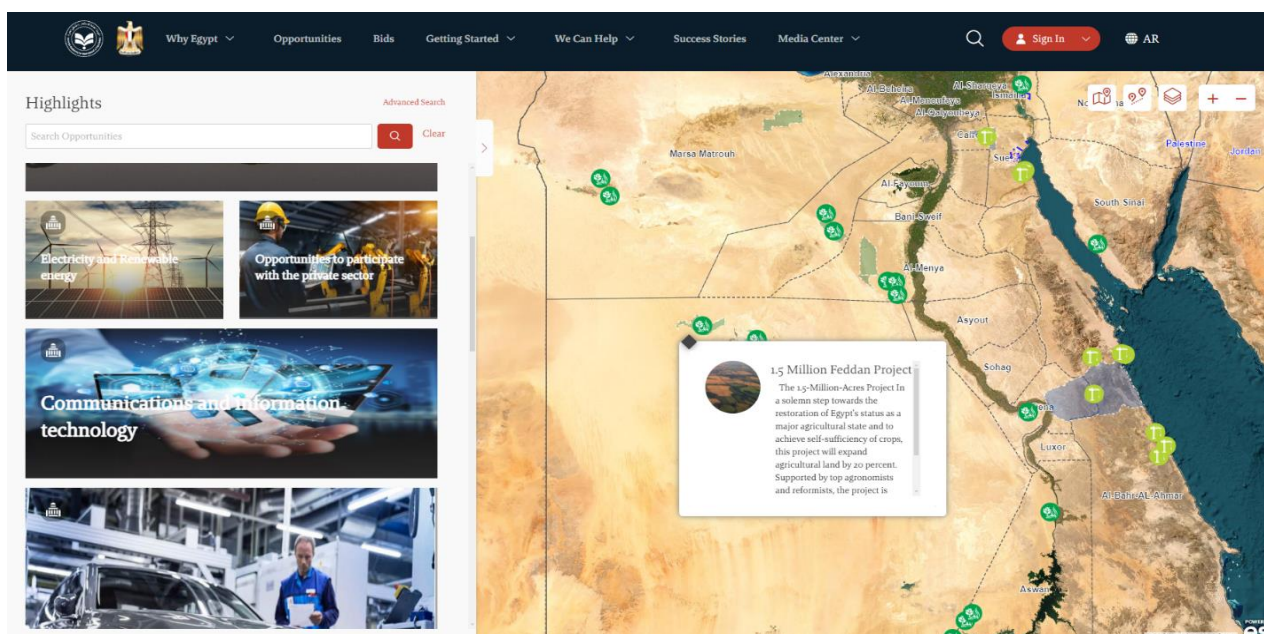 Why Egypt
Opportunities
Bids
Getting Started
We Can Help
Success Stories
Media Center
Sign In
AR
Highlights
Advanced Search
Search Opportunities
Clear
Electricity and Renewable
energy
Opportunities to participate
with the private sector
Communications and information
technology
Alexandria
Al-Beheira
Al-Sharqeya
Ismailia
Al-Menoufeya
Al-Qalyoubeya
Marsa Matrouh
Palestine
Jordan
Al-Fayoum
South Sinai
Bani-Sweif
Al-Menya
Asyout
Sohag
1.5 Million Feddan Project
The 1.5-Million-Acres Project In
a solemn step towards the
restoration of Egypt's status as a
major agricultural state and to
achieve self-sufficiency of crops,
this project will expand
agricultural land by 20 percent.
Supported by top agronomists
and reformists, the project is
Luxor
Al-Bahr-AL-Ahmar
Aswan